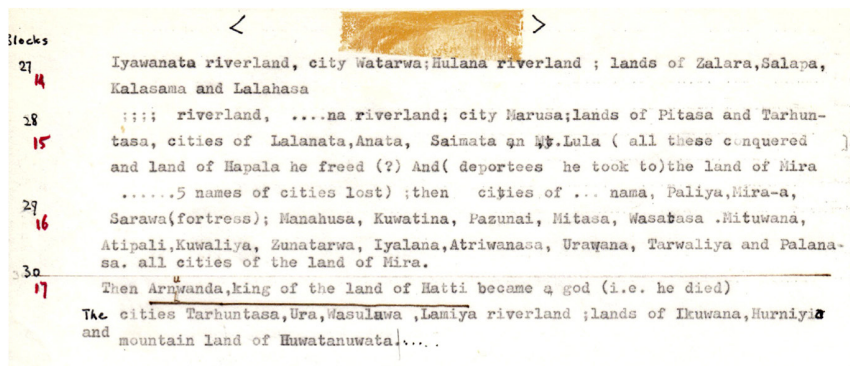 < >
Blocks
27 Iyawanata riverland, city Watarwa;Hulana riverland ; lands of Zalara,Salapa,
14 Kalasama and Lalahasa
28 ;;;; riverland, ....na riverland; city Marusa;lands of Pitasa and Tarhun-
15 tasa, cities of Lalanata,Anata, Saimata an Mt.Lula ( all these conquered ]
and land of Hapala he freed (?) And( deportees he took to)the land of Mira
......5 names of cities lost) ;then cities of ... nama, Paliya,Mira-a,
29
16 Sarawa(fortress); Manahusa, Kuwatina, Pazunai, Mitasa, Wasatasa .Mituwana,
Atipali,Kuwaliya, Zunatarwa, Iyalana,Atriwanasa, Urawana, Tarwaliya and Palana-
sa. all cities of the land of Mira.
30
17 Then Arnuwanda,king of the land of Hatti became a god (i.e. he died)
The cities Tarhuntasa,Ura,Wasulawa ,Lamiya riverland ;lands of Ikuwana,Hurniyia
and mountain land of Huwatanuwata.....